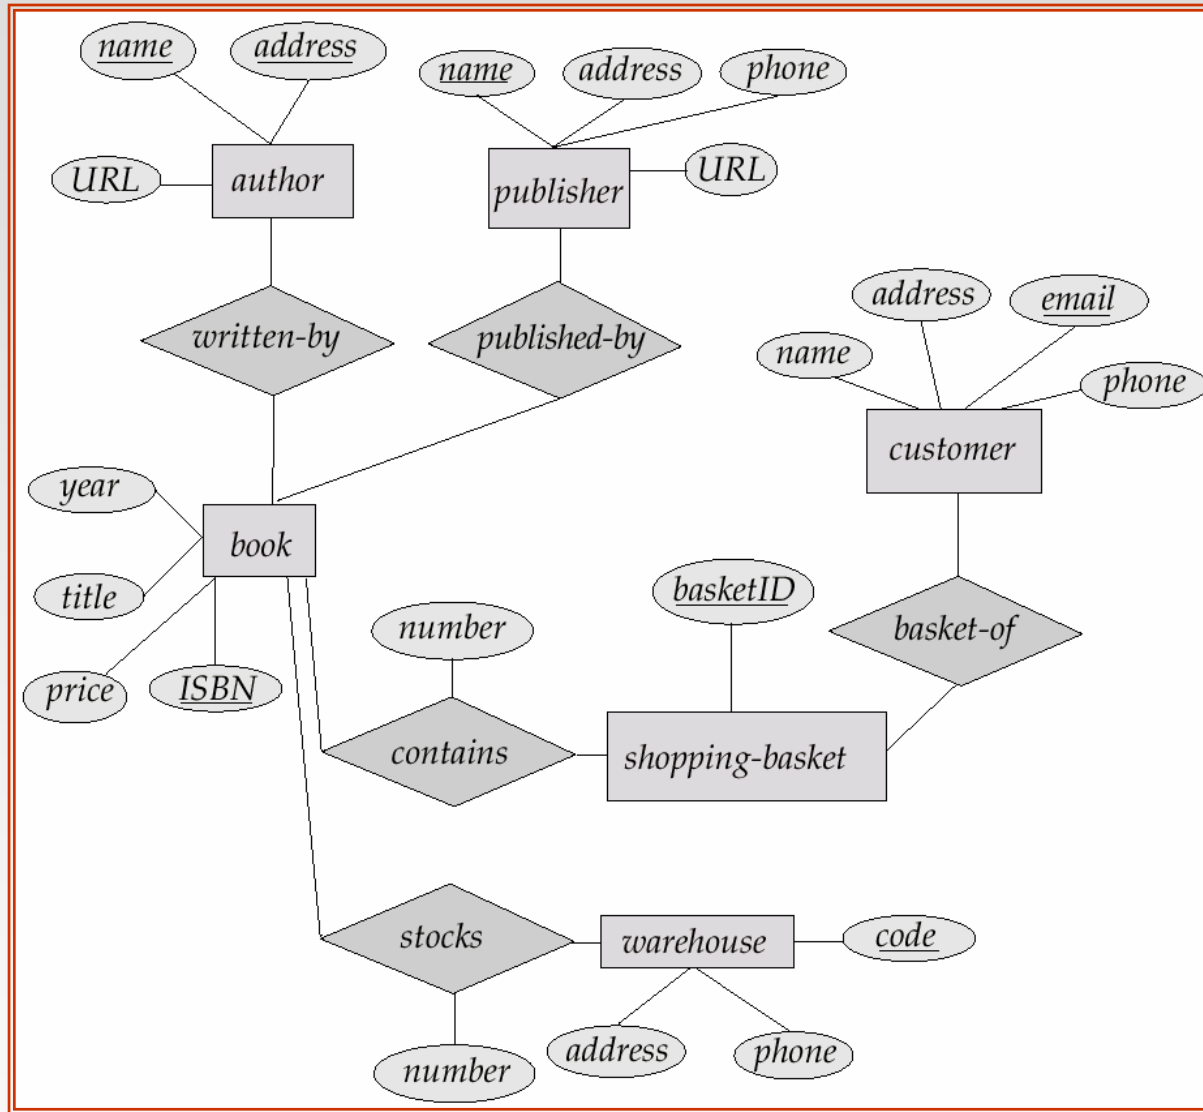 name
address
name
address
phone
URL
author
publisher
URL
written-by
published-by
address
email
name
phone
customer
year
book
title
price
ISBN
number
basketID
basket-of
contains
shopping-basket
stocks
warehouse
code
number
address
phone